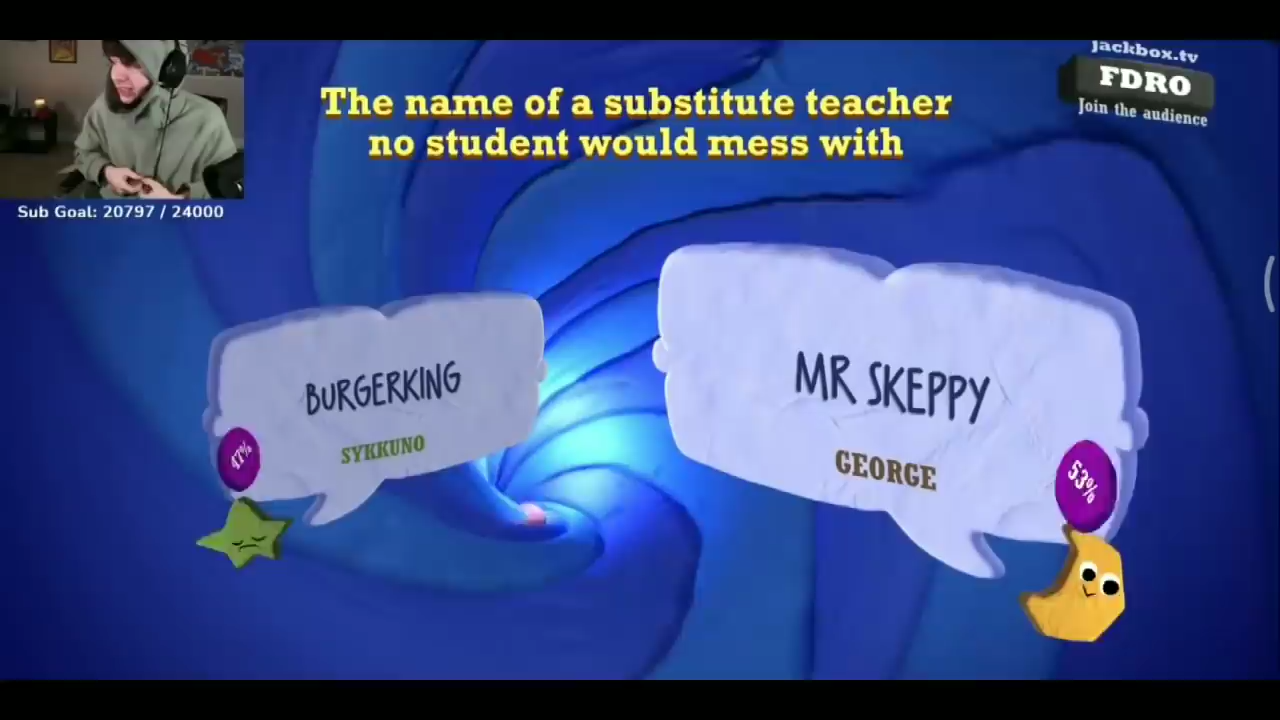 jackbox.tv
FDRO
Join the audience
The name of a substitute teacher
no student would mess with
Sub Goal: 20797 / 24000
BURGERKING
SYKKUNO
47%
MR SKEPPY
GEORGE
53%